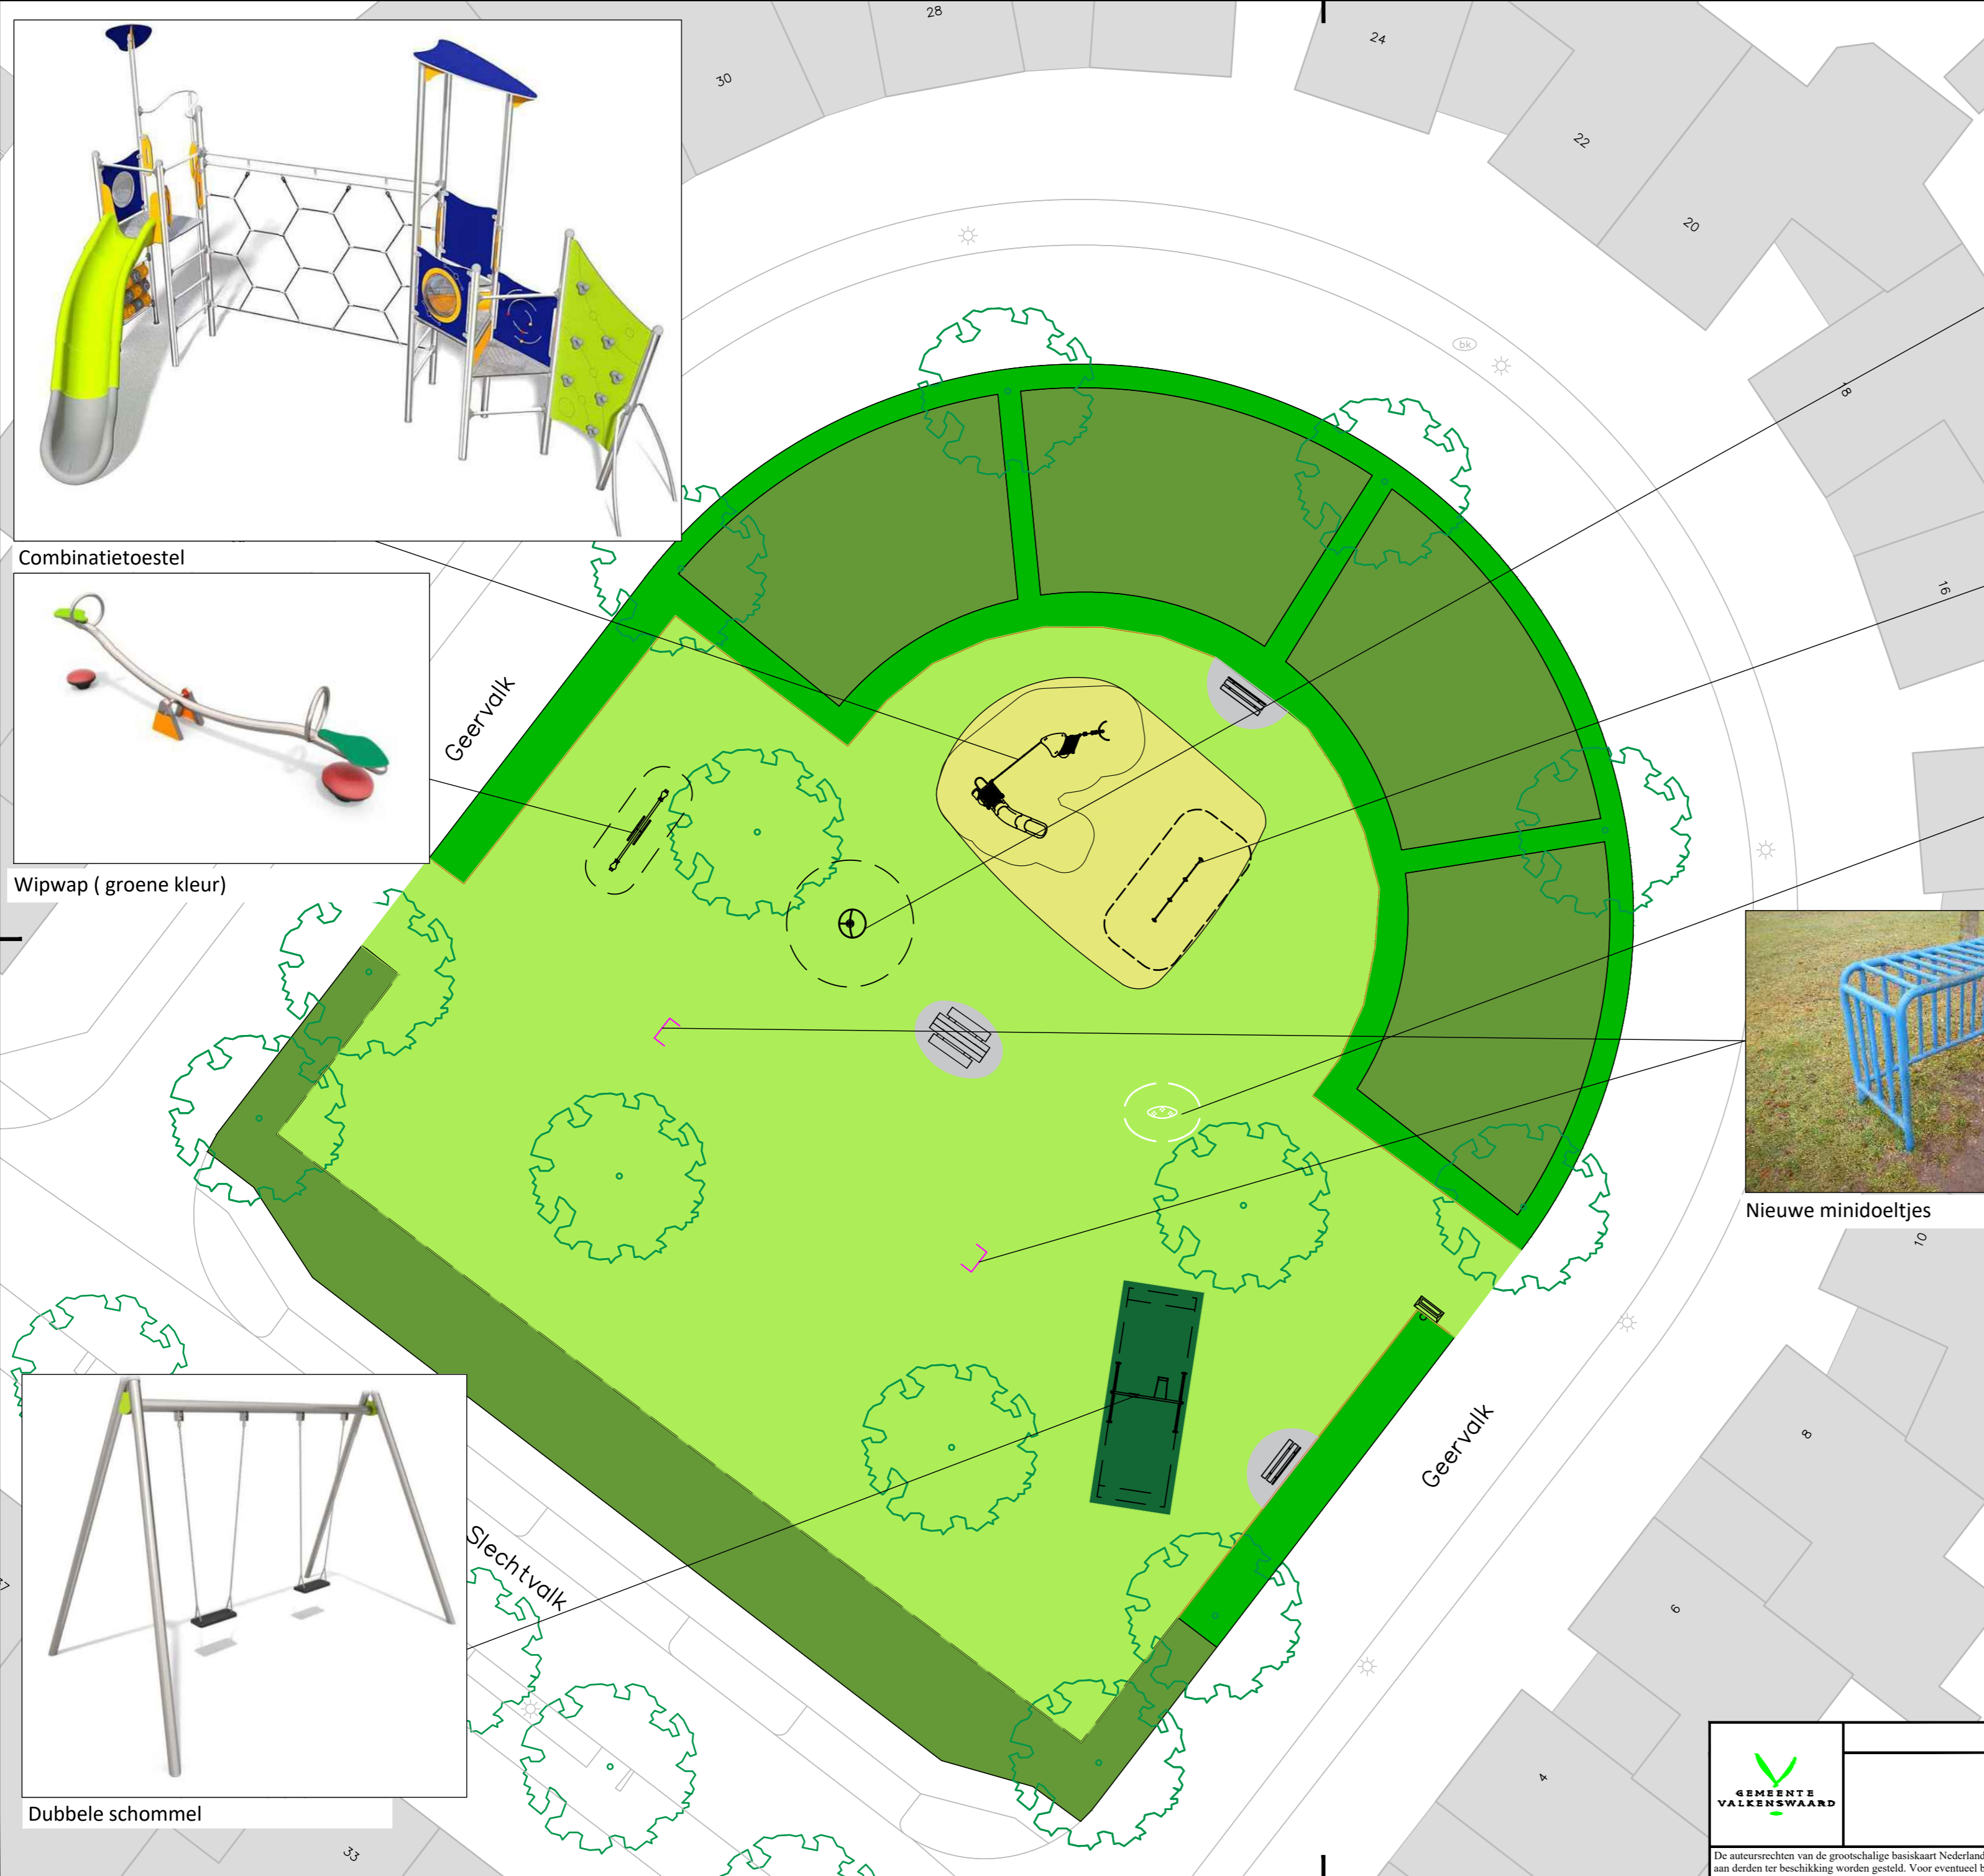 28
24
30
22
20
bk
18
16
Combinatietoestel
Geervalk
Wipwap ( groene kleur)
Nieuwe minidoeltjes
10
8
Geervalk
Slechtvalk
6
4
Dubbele schommel
33
GEMEENTE
VALKENSWAARD
De auteursrechten van de grootschalige basiskaart Nederland
aan derden ter beschikking worden gesteld. Voor eventueel